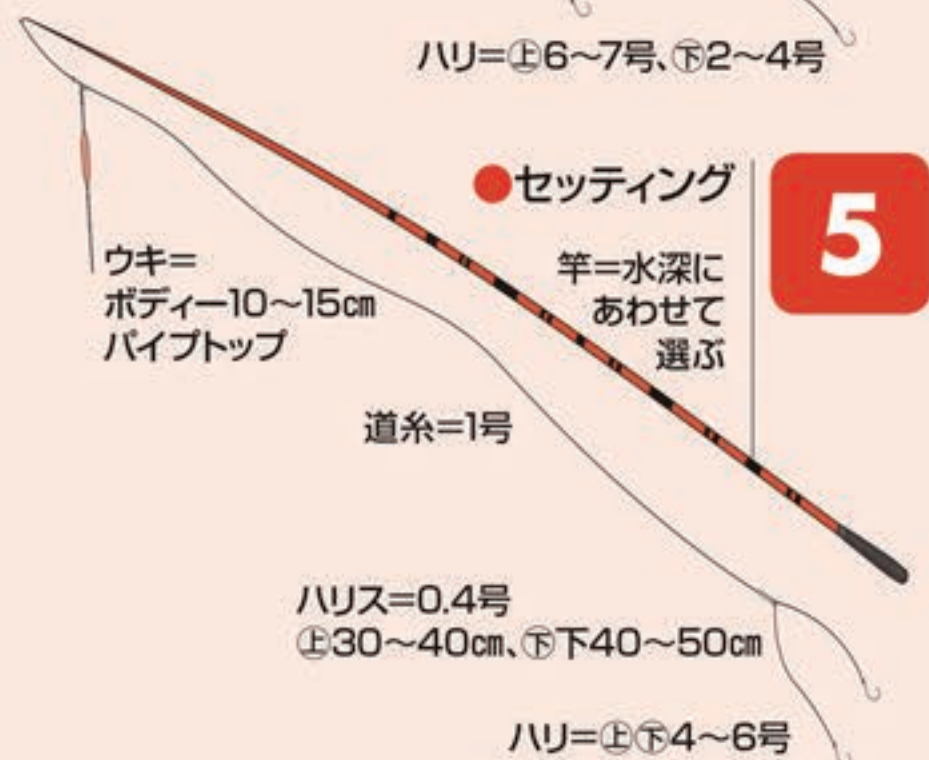 ハリ=㊤6〜7号、㊦2〜4号
●セッティング
5
竿=水深に
あわせて
選ぶ
ウキ=
ボディー10〜15㎝
パイプトップ
道糸=1号
ハリス=0.4号
㊤30〜40㎝、㊦下40〜50㎝
ハリ=㊤㊦4〜6号